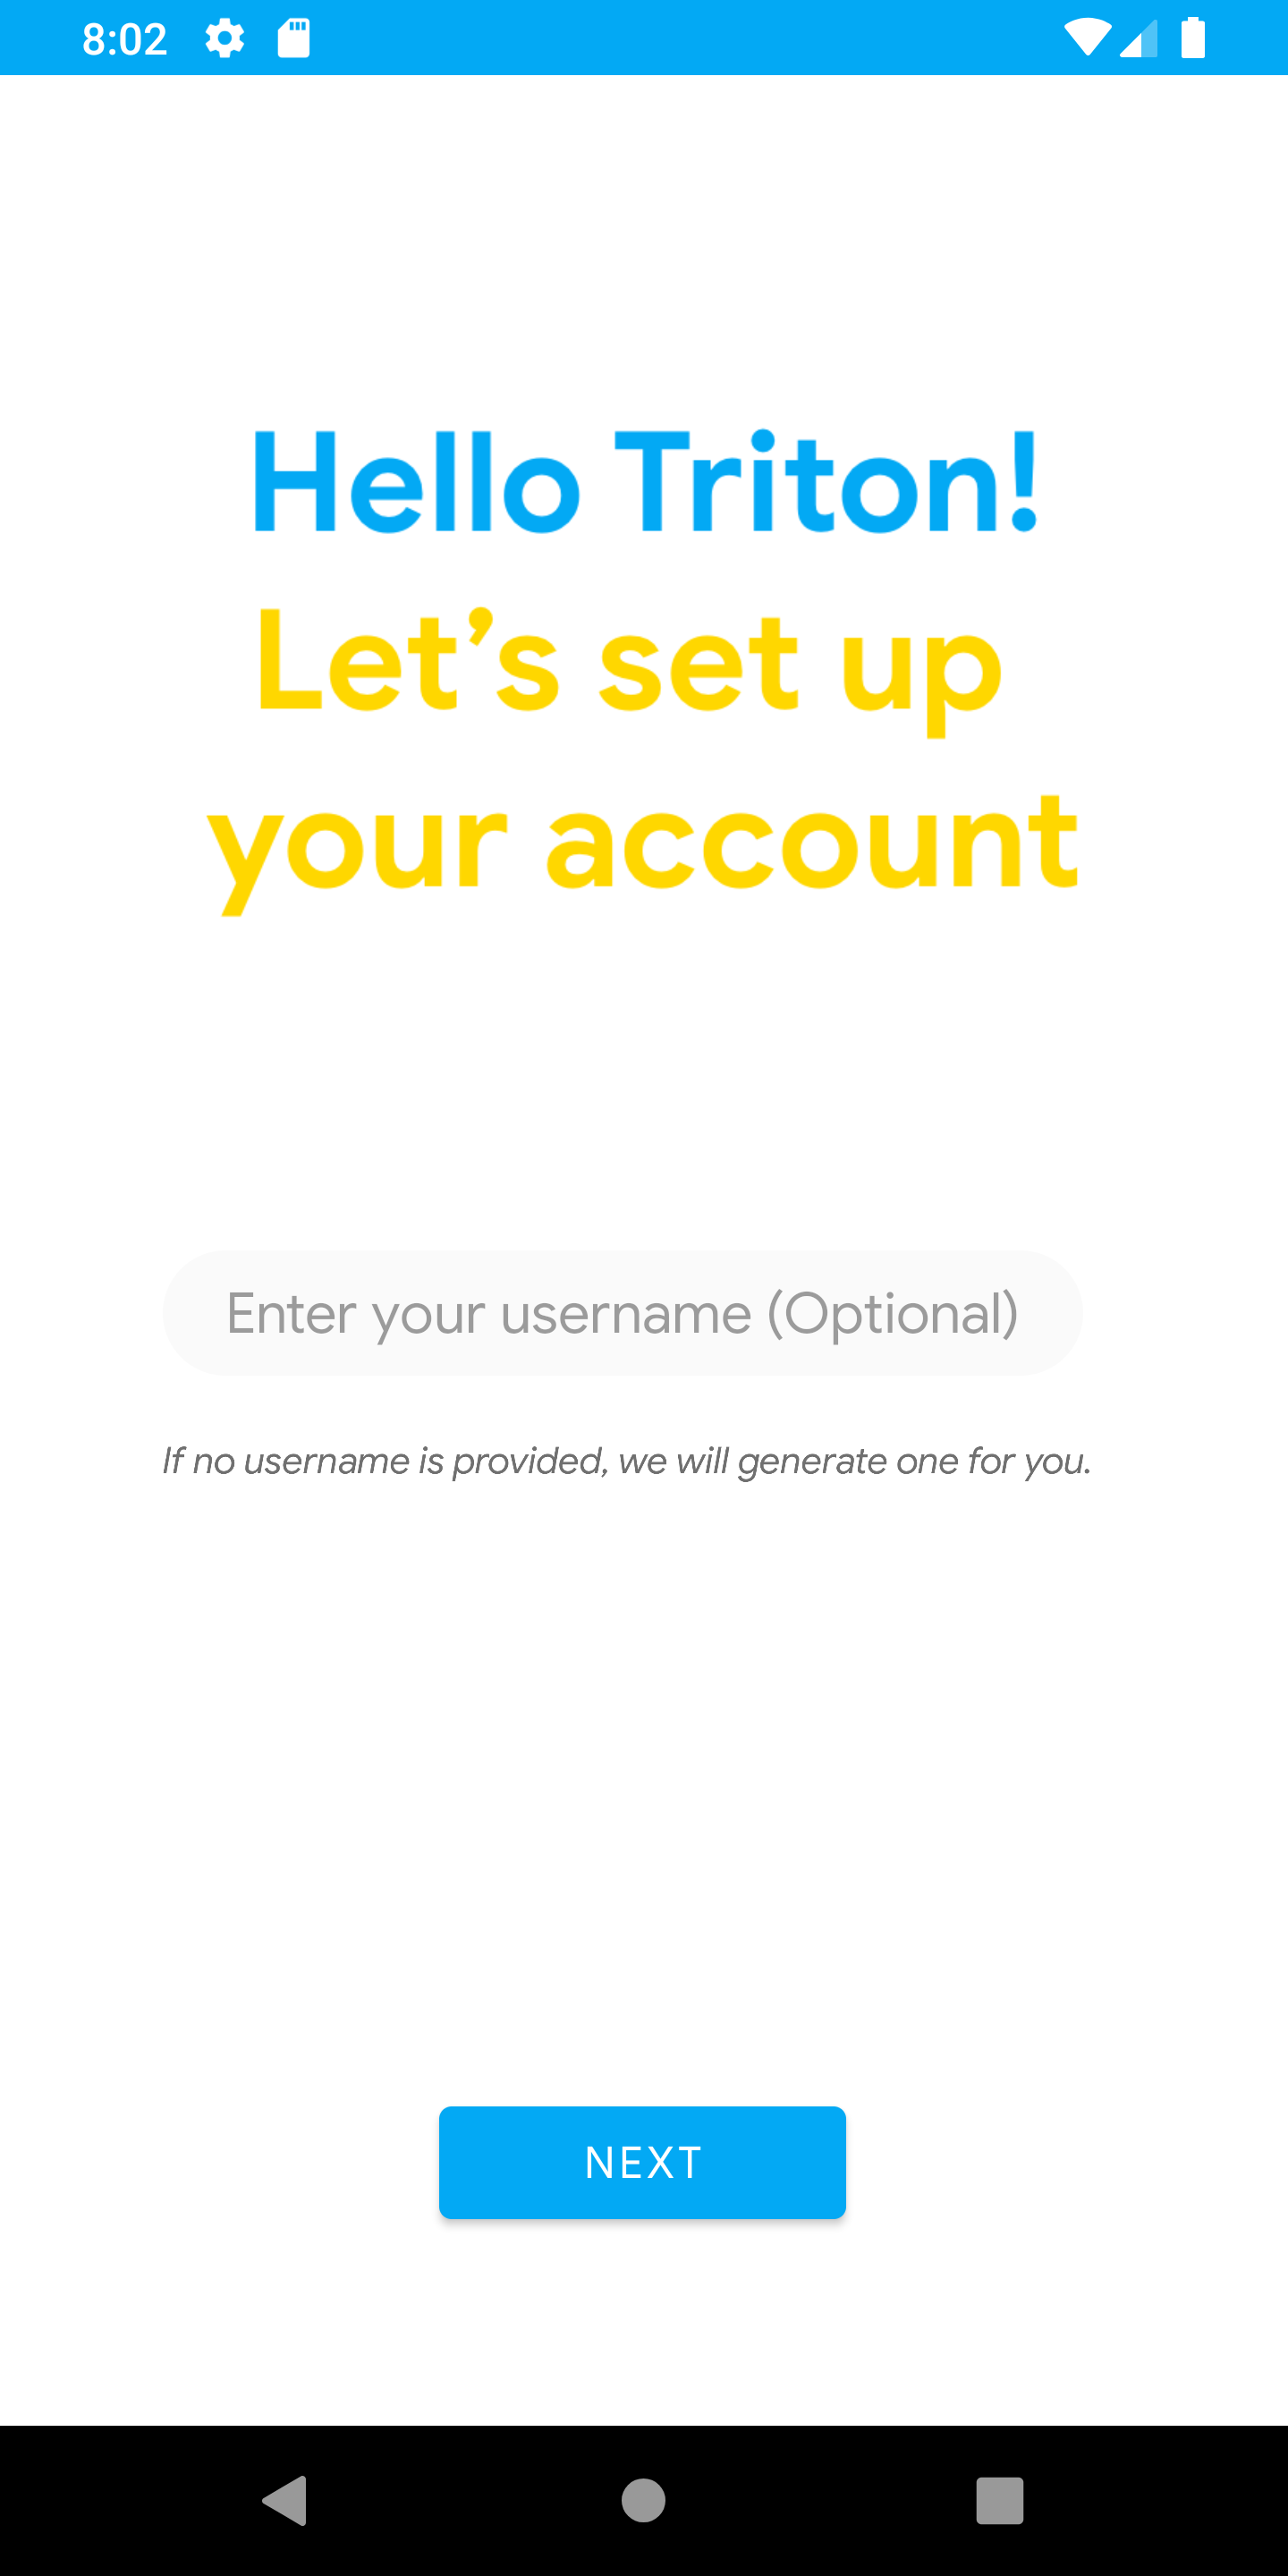 8:02
Hello Triton!
Let’s set up
your account
Enter your username (Optional)
If no username is provided, we will generate one for you.
NEXT